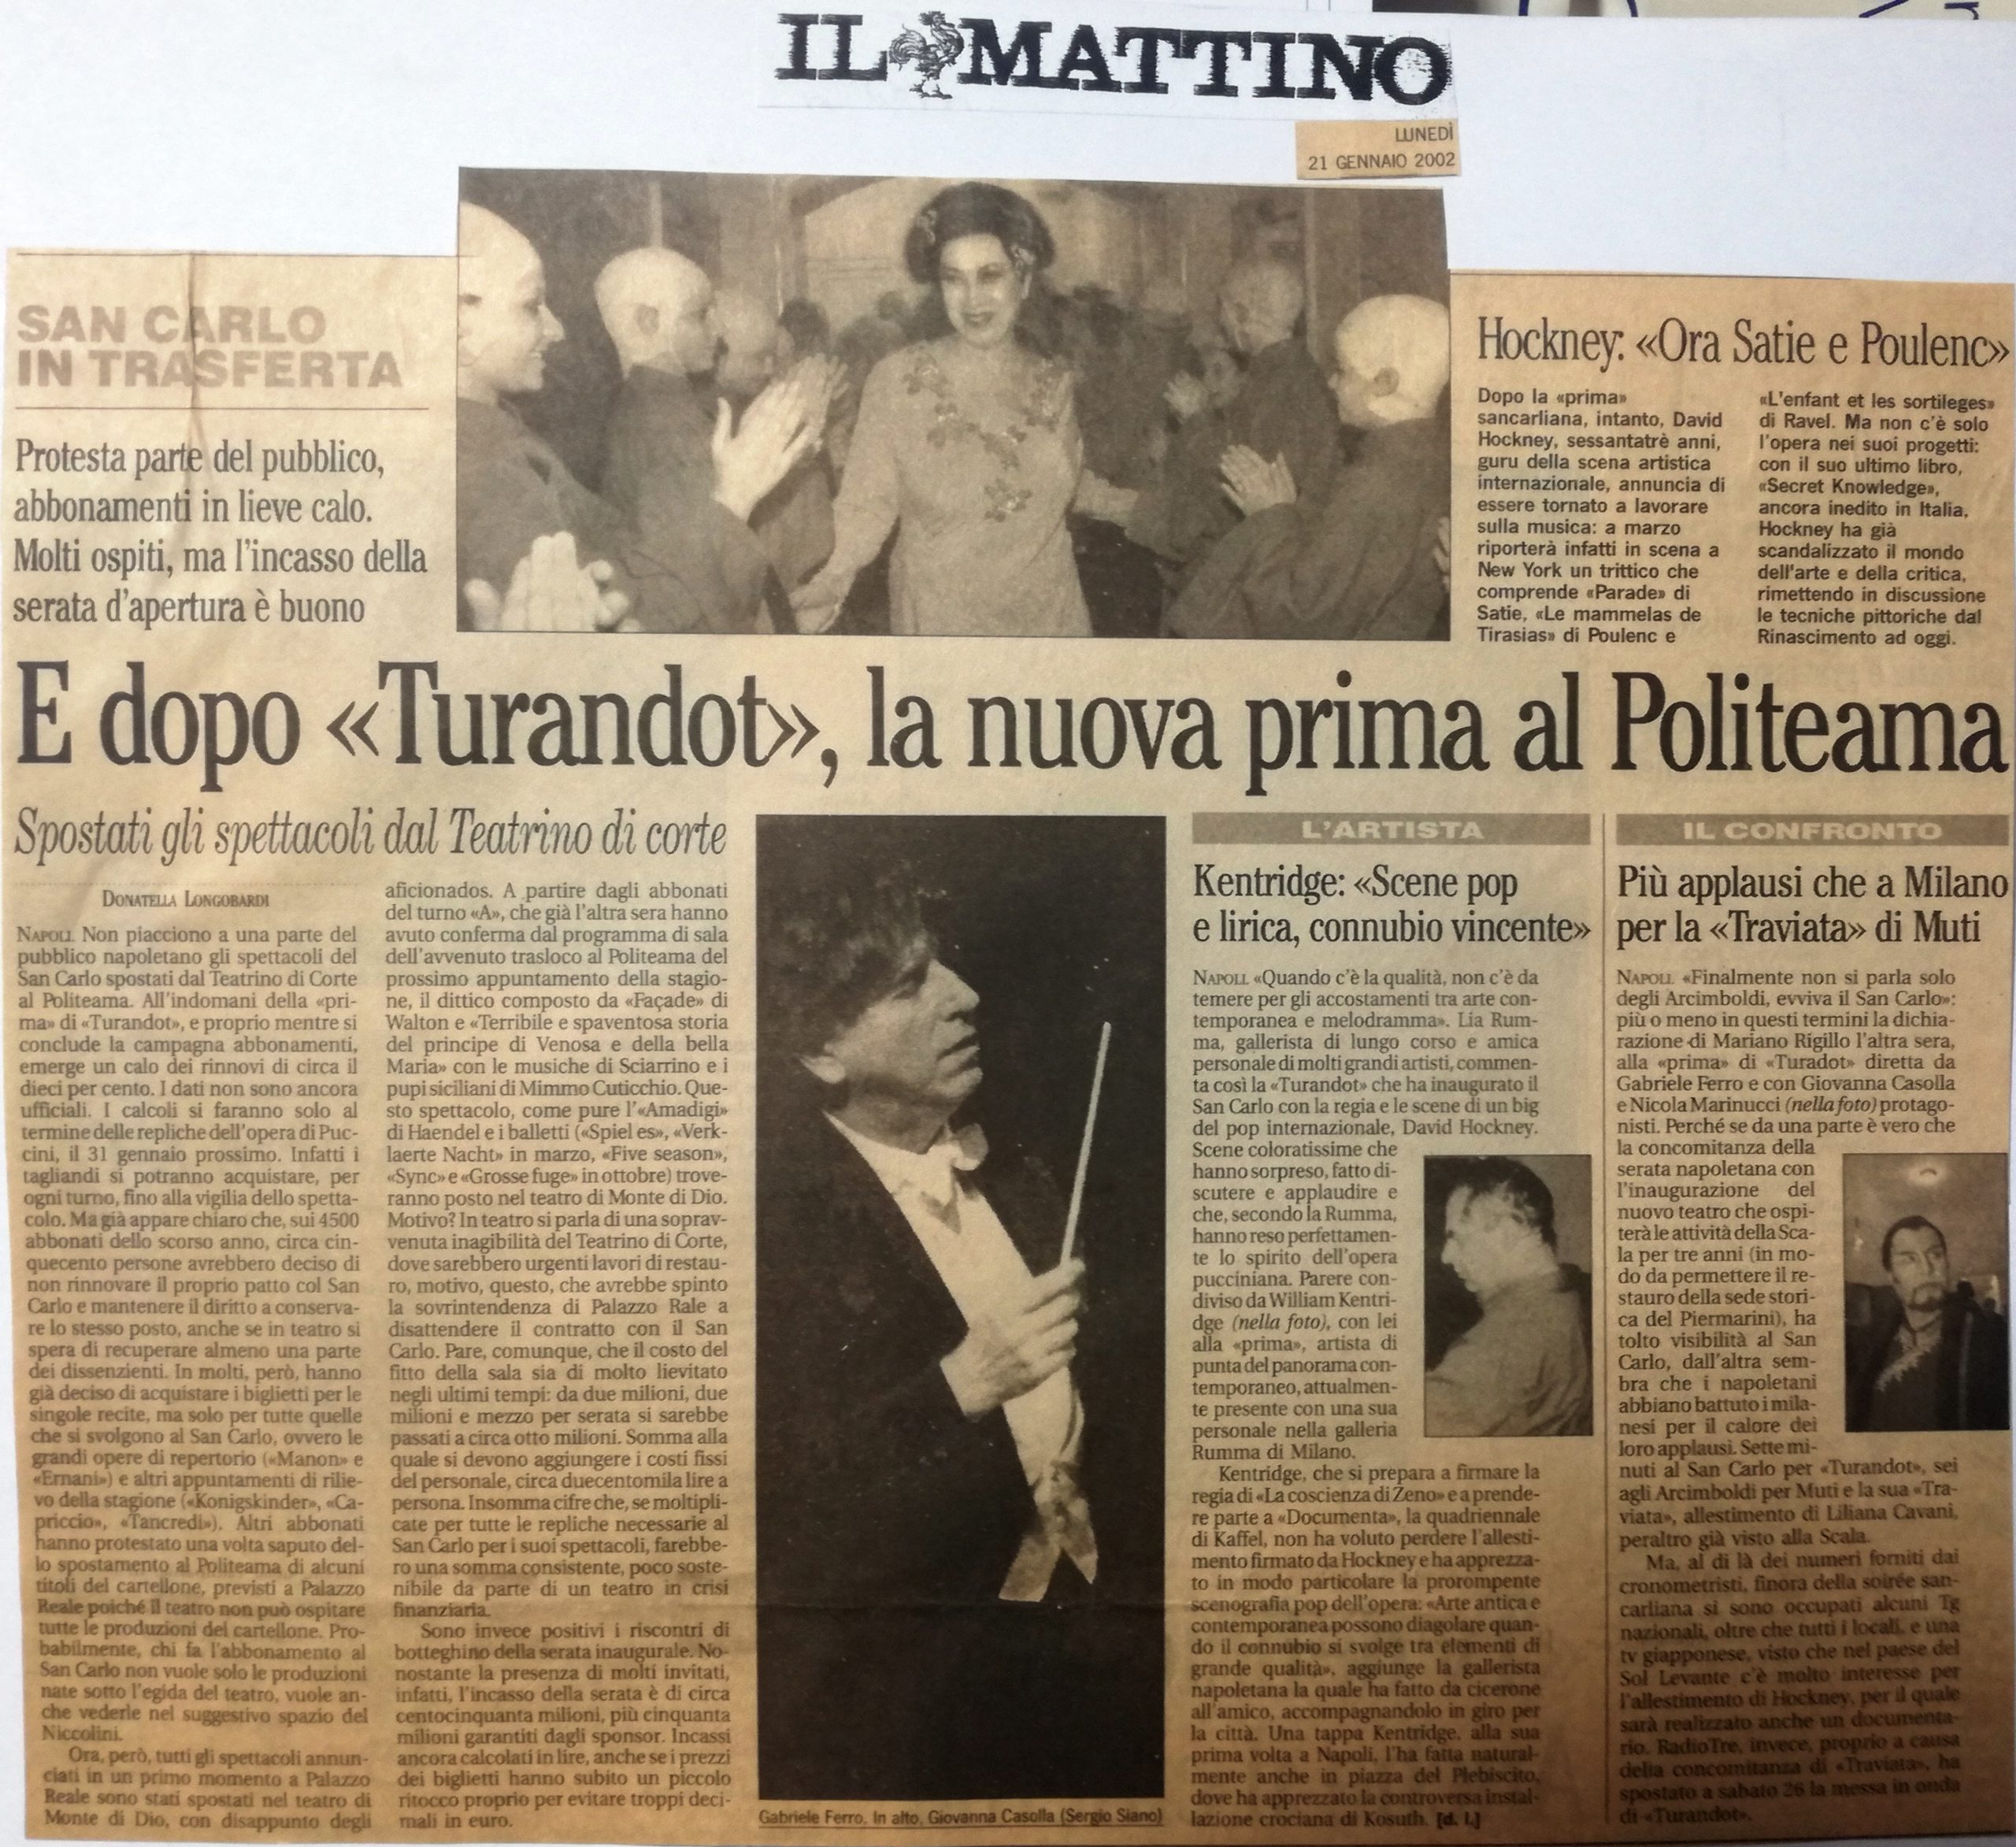 IL MATTINO
LUNEDÌ
21 GENNAIO 2002
SAN CARLO
IN TRASFERTA
Protesta parte del pubblico,
abbonamenti in lieve calo.
Molti ospiti, ma l'incasso della
serata d'apertura è buono
Hockney: «Ora Satie e Poulenc»
Dopo la «prima»
sancarliana, intanto, David
Hockney, sessantatrè anni,
guru della scena artistica
internazionale, annuncia di
essere tornato a lavorare
sulla musica: a marzo
riporterà infatti in scena a
New York un trittico che
comprende «Parade» di
Satie, «Le mammelas de
Tirasias» di Poulenc e
«L'enfant et les sortileges»
di Ravel. Ma non c'è solo
l'opera nei suoi progetti:
con il suo ultimo libro,
«Secret Knowledge»,
ancora inedito in Italia,
Hockney ha già
scandalizzato il mondo
dell'arte e della critica,
rimettendo in discussione
le tecniche pittoriche dal
Rinascimento ad oggi.
E dopo «Turandot», la nuova prima al Politeama
Spostati gli spettacoli dal Teatrino di corte
DONATELLA LONGOBARDI
NAPOLI. Non piacciono a una parte del
pubblico napoletano gli spettacoli del
San Carlo spostati dal Teatrino di Corte
al Politeama. All'indomani della «pri-
ma» di «Turandot», e proprio mentre si
conclude la campagna abbonamenti,
emerge un calo dei rinnovi di circa il
dieci per cento. I dati non sono ancora
ufficiali. I calcoli si faranno solo al
termine delle repliche dell'opera di Puc-
cini, il 31 gennaio prossimo. Infatti i
tagliandi si potranno acquistare, per
ogni turno, fino alla vigilia dello spetta-
colo. Ma già appare chiaro che, sui 4500
abbonati dello scorso anno, circa cin-
quecento persone avrebbero deciso di
non rinnovare il proprio patto col San
Carlo e mantenere il diritto a conserva-
re lo stesso posto, anche se in teatro si
spera di recuperare almeno una parte
dei dissenzienti. In molti, però, hanno
già deciso di acquistare i biglietti per le
singole recite, ma solo per tutte quelle
che si svolgono al San Carlo, ovvero le
grandi opere di repertorio («Manon» e
«Ernani») e altri appuntamenti di rilie-
vo della stagione («Konigskinder», «Ca-
priccio», «Tancredi»). Altri abbonati
hanno protestato una volta saputo del-
lo spostamento al Politeama di alcuni
titoli del cartellone, previsti a Palazzo
Reale poiché il teatro non può ospitare
tutte le produzioni del cartellone. Pro-
babilmente, chi fa l'abbonamento al
San Carlo non vuole solo le produzioni
nate sotto l'egida del teatro, vuole an-
che vederle nel suggestivo spazio del
Niccolini.
Ora, però, tutti gli spettacoli annun-
ciati in un primo momento a Palazzo
Reale sono stati spostati nel teatro di
Monte di Dio, con disappunto degli
aficionados. A partire dagli abbonati
del turno «A», che già l'altra sera hanno
avuto conferma dal programma di sala
dell'avvenuto trasloco al Politeama del
prossimo appuntamento della stagio-
ne, il dittico composto da «Façade» di
Walton e «Terribile e spaventosa storia
del principe di Venosa e della bella
Maria» con le musiche di Sciarrino e i
pupi siciliani di Mimmo Cuticchio. Que-
sto spettacolo, come pure l'«Amadigi»
di Haendel e i balletti («Spiel es», «Verk-
laerte Nacht» in marzo, «Five season»,
«Sync» e «Grosse fuge» in ottobre) trove-
ranno posto nel teatro di Monte di Dio.
Motivo? In teatro si parla di una soprav-
venuta inagibilità del Teatrino di Corte,
dove sarebbero urgenti lavori di restau-
ro, motivo, questo, che avrebbe spinto
la sovrintendenza di Palazzo Rale a
disattendere il contratto con il San
Carlo. Pare, comunque, che il costo del
fitto della sala sia di molto lievitato
negli ultimi tempi: da due milioni, due
milioni e mezzo per serata si sarebbe
passati a circa otto milioni. Somma alla
quale si devono aggiungere i costi fissi
del personale, circa duecentomila lire a
persona. Insomma cifre che, se moltipli-
cate per tutte le repliche necessarie al
San Carlo per i suoi spettacoli, farebbe-
ro una somma consistente, poco soste-
nibile da parte di un teatro in crisi
finanziaria.
Sono invece positivi i riscontri di
botteghino della serata inaugurale. No-
nostante la presenza di molti invitati,
infatti, l'incasso della serata è di circa
centocinquanta milioni, più cinquanta
milioni garantiti dagli sponsor. Incassi
ancora calcolati in lire, anche se i prezzi
dei biglietti hanno subito un piccolo
ritocco proprio per evitare troppi deci-
mali in euro.
Gabriele Ferro. In alto, Giovanna Casolla (Sergio Siano)
L'ARTISTA
Kentridge: «Scene pop
e lirica, connubio vincente»
NAPOLI. «Quando c'è la qualità, non c'è da
temere per gli accostamenti tra arte con-
temporanea e melodramma». Lia Rum-
ma, gallerista di lungo corso e amica
personale di molti grandi artisti, commen-
ta così la «Turandot» che ha inaugurato il
San Carlo con la regia e le scene di un big
del pop internazionale, David Hockney.
Scene coloratissime che
hanno sorpreso, fatto di-
scutere e applaudire e
che, secondo la Rumma,
hanno reso perfettamen-
te lo spirito dell'opera
pucciniana. Parere con-
diviso da William Kentri-
dge (nella foto), con lei
alla «prima», artista di
punta del panorama con-
temporaneo, attualmen-
te presente con una sua
personale nella galleria
Rumma di Milano.
Kentridge, che si prepara a firmare la
regia di «La coscienza di Zeno» e a prende-
re parte a «Documenta», la quadriennale
di Kaffel, non ha voluto perdere l'allesti-
mento firmato da Hockney e ha apprezza-
to in modo particolare la prorompente
scenografia pop dell'opera: «Arte antica e
contemporanea possono diagolare quan-
do il connubio si svolge tra elementi di
grande qualità», aggiunge la gallerista
napoletana la quale ha fatto da cicerone
all'amico, accompagnandolo in giro per
la città. Una tappa Kentridge, alla sua
prima volta a Napoli, l'ha fatta natural-
mente anche in piazza del Plebiscito,
dove ha apprezzato la controversa instal-
lazione crociana di Kosuth. [d. l.]
IL CONFRONTO
Più applausi che a Milano
per la «Traviata» di Muti
NAPOLI. «Finalmente non si parla solo
degli Arcimboldi, evviva il San Carlo»:
più o meno in questi termini la dichia-
razione di Mariano Rigillo l'altra sera,
alla «prima» di «Turadot» diretta da
Gabriele Ferro e con Giovanna Casolla
e Nicola Marinucci (nella foto) protago-
nisti. Perché se da una parte è vero che
la concomitanza della
serata napoletana con
l'inaugurazione del
nuovo teatro che ospi-
terà le attività della Sca-
la per tre anni (in mo-
do da permettere il re-
stauro della sede stori-
ca del Piermarini), ha
tolto visibilità al San
Carlo, dall'altra sem-
bra che i napoletani
abbiano battuto i mila-
nesi per il calore dei
loro applausi. Sette mi-
nuti al San Carlo per «Turandot», sei
agli Arcimboldi per Muti e la sua «Tra-
viata», allestimento di Liliana Cavani,
peraltro già visto alla Scala.
Ma, al di là dei numeri forniti dai
cronometristi, finora della soirée san-
carliana si sono occupati alcuni Tg
nazionali, oltre che tutti i locali, e una
tv giapponese, visto che nel paese del
Sol Levante c'è molto interesse per
l'allestimento di Hockney, per il quale
sarà realizzato anche un documenta-
rio. RadioTre, invece, proprio a causa
della concomitanza di «Traviata», ha
spostato a sabato 26 la messa in onda
di «Turandot».